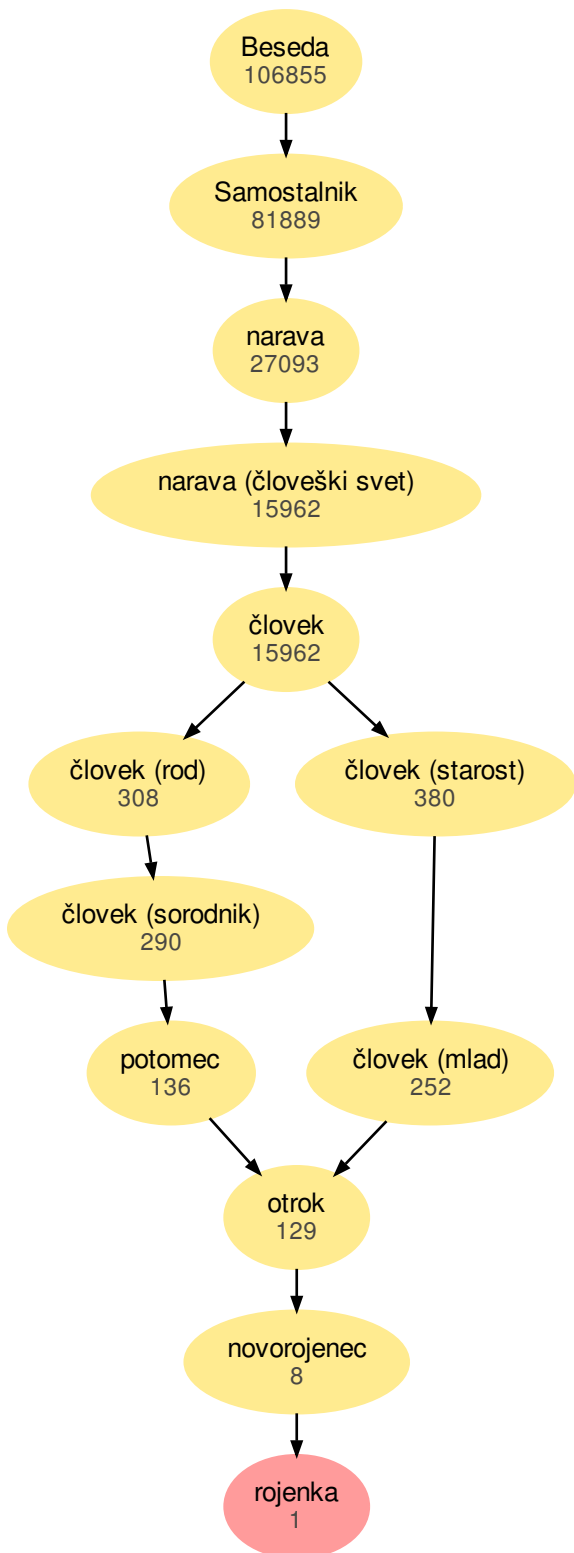 Beseda
106855
Samostalnik
81889
narava
27093
narava (človeški svet)
15962
človek
15962
človek (rod)
308
človek (starost)
380
človek (sorodnik)
290
potomec
136
človek (mlad)
252
otrok
129
novorojenec
8
rojenka
1